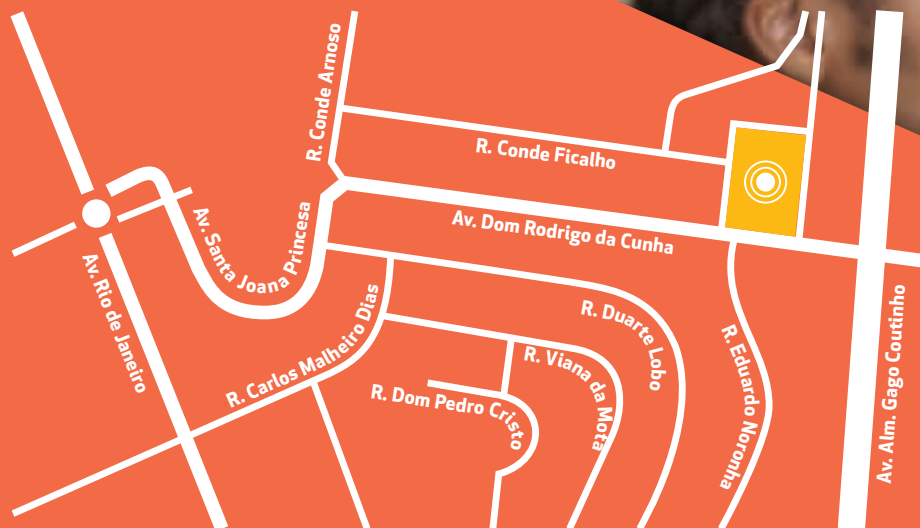 R. Conde Arnoso
R. Conde Ficalho
Av. Dom Rodrigo da Cunha
Av. Santa Joana Princesa
Av. Rio de Janeiro
R. Carlos Malheiro Dias
R. Duarte Lobo
R. Viana da Mota
R. Dom Pedro Cristo
R. Eduardo Noronha
Av. Alm. Gago Coutinho